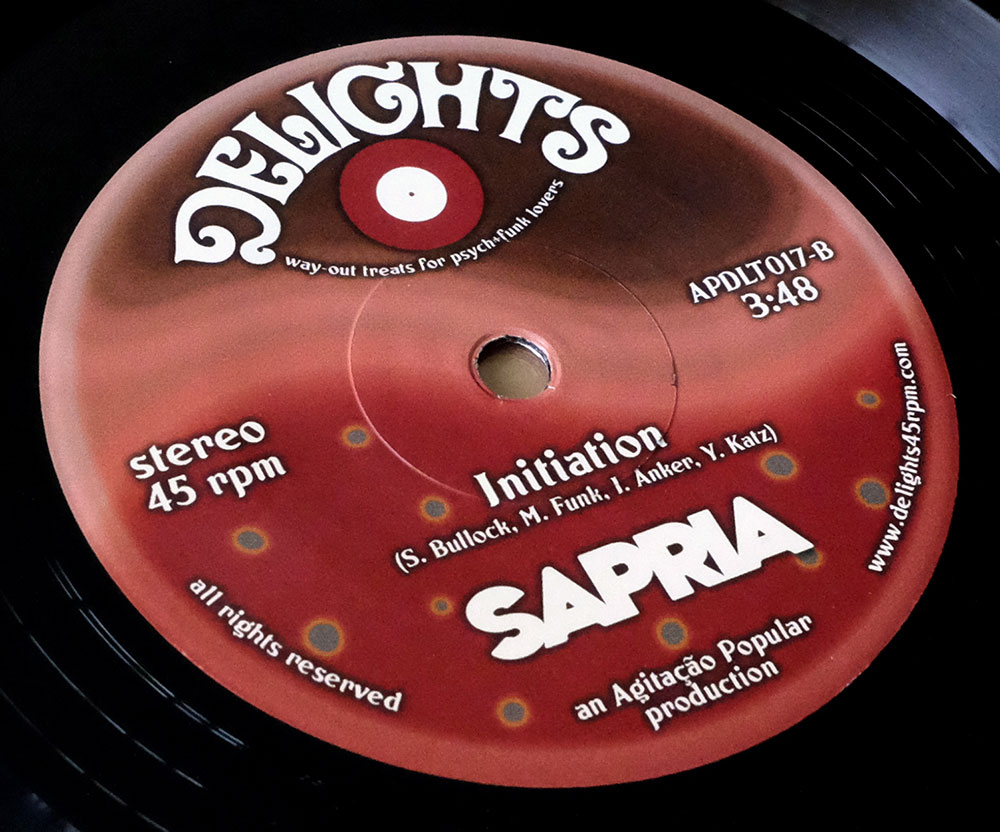 DELIGHTS
way-out treats for psych+funk lovers
APDLT017-B
3:48
stereo
45 rpm
Initiation
(S. Bullock, M. Funk, I. Anker, Y. Katz)
SAPRIA
an Agitação Popular
production
all rights reserved
www.delights45rpm.com